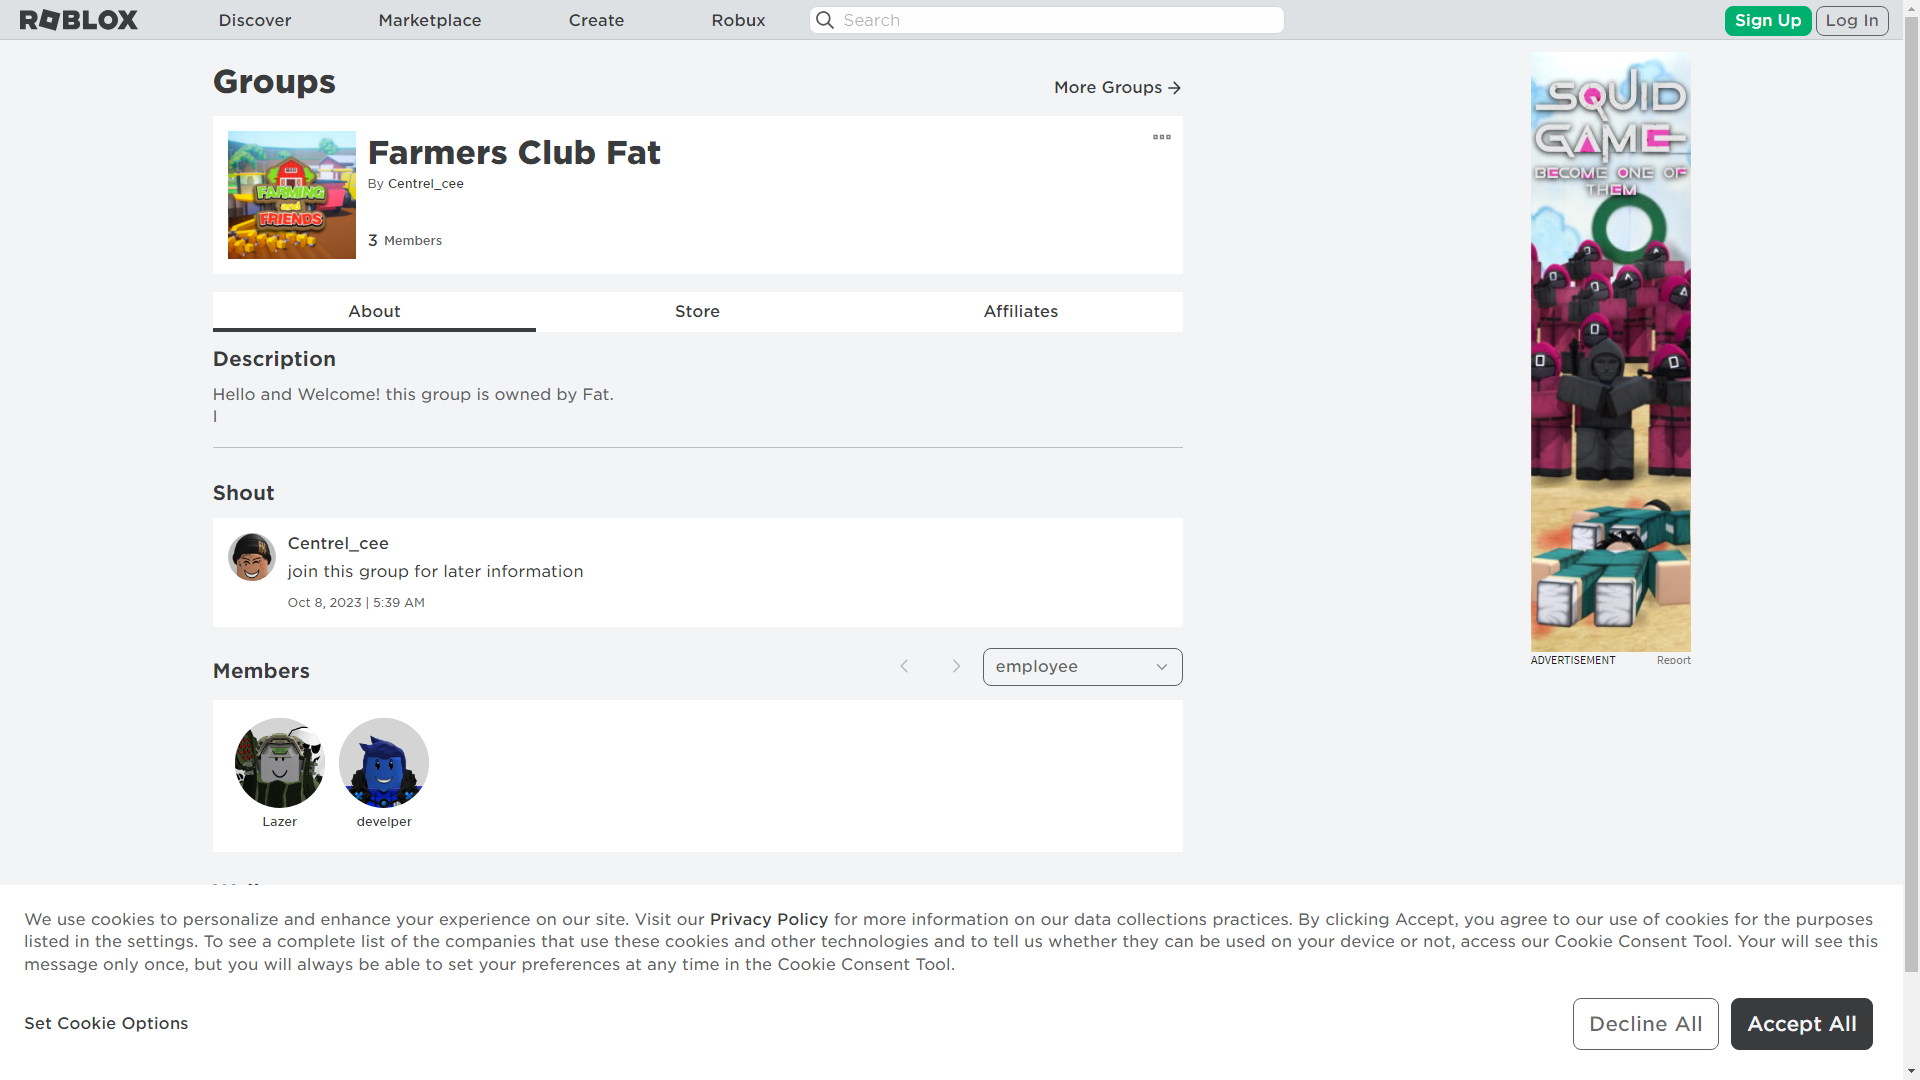 ROBLOX
Discover
Marketplace
Create
Robux
Search
Sign Up
Log In
Groups
More Groups
FARMING
and
FRIENDS
Farmers Club Fat
By Centrel_cee
3 Members
About
Store
Affiliates
Description
Hello and Welcome! this group is owned by Fat.
I
Shout
Centrel_cee
join this group for later information
Oct 8, 2023 | 5:39 AM
Members
employee
Lazer
develper
SQUID
GAME
BECOME ONE OF
THEM
ADVERTISEMENT
Report
We use cookies to personalize and enhance your experience on our site. Visit our Privacy Policy for more information on our data collections practices. By clicking Accept, you agree to our use of cookies for the purposes
listed in the settings. To see a complete list of the companies that use these cookies and other technologies and to tell us whether they can be used on your device or not, access our Cookie Consent Tool. Your will see this
message only once, but you will always be able to set your preferences at any time in the Cookie Consent Tool.
Set Cookie Options
Decline All
Accept All